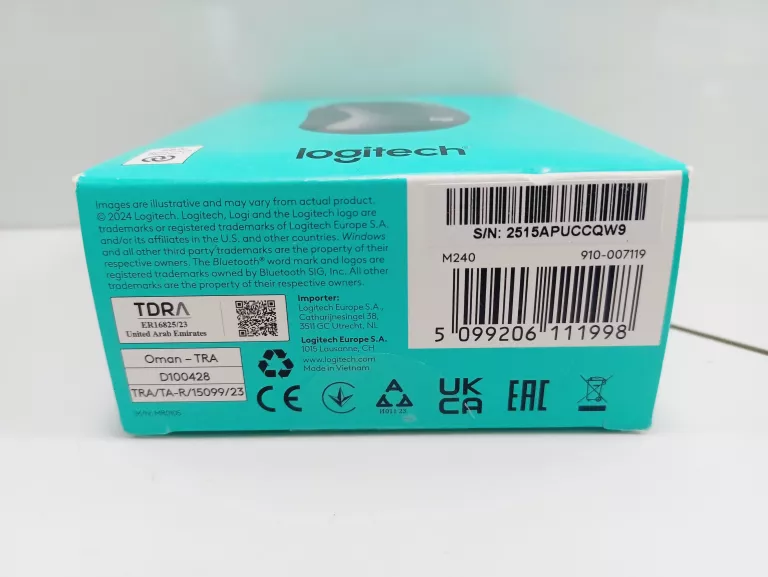 logitech
Images are illustrative and may vary from actual product.
© 2024 Logitech. Logitech, Logi and the Logitech logo are
trademarks or registered trademarks of Logitech Europe S.A.
and/or its affiliates in the U.S. and other countries. Windows
and all other third party trademarks are the property of their
respective owners. The Bluetooth® word mark and logos are
registered trademarks owned by Bluetooth SIG, Inc. All other
trademarks are the property of their respective owners.
S/N: 2515APUCCQW9
M240 910-007119
5 099206 111998
TDRA
ER16825/23
United Arab Emirates
Importer:
Logitech Europe S.A.,
Catharijnesingel 38,
3511 GC Utrecht, NL
Logitech Europe S.A.
1015 Lausanne, CH
www.logitech.com
Made in Vietnam
Oman – TRA
D100428
TRA/TA-R/15099/23
CE
UK
CA
EAC